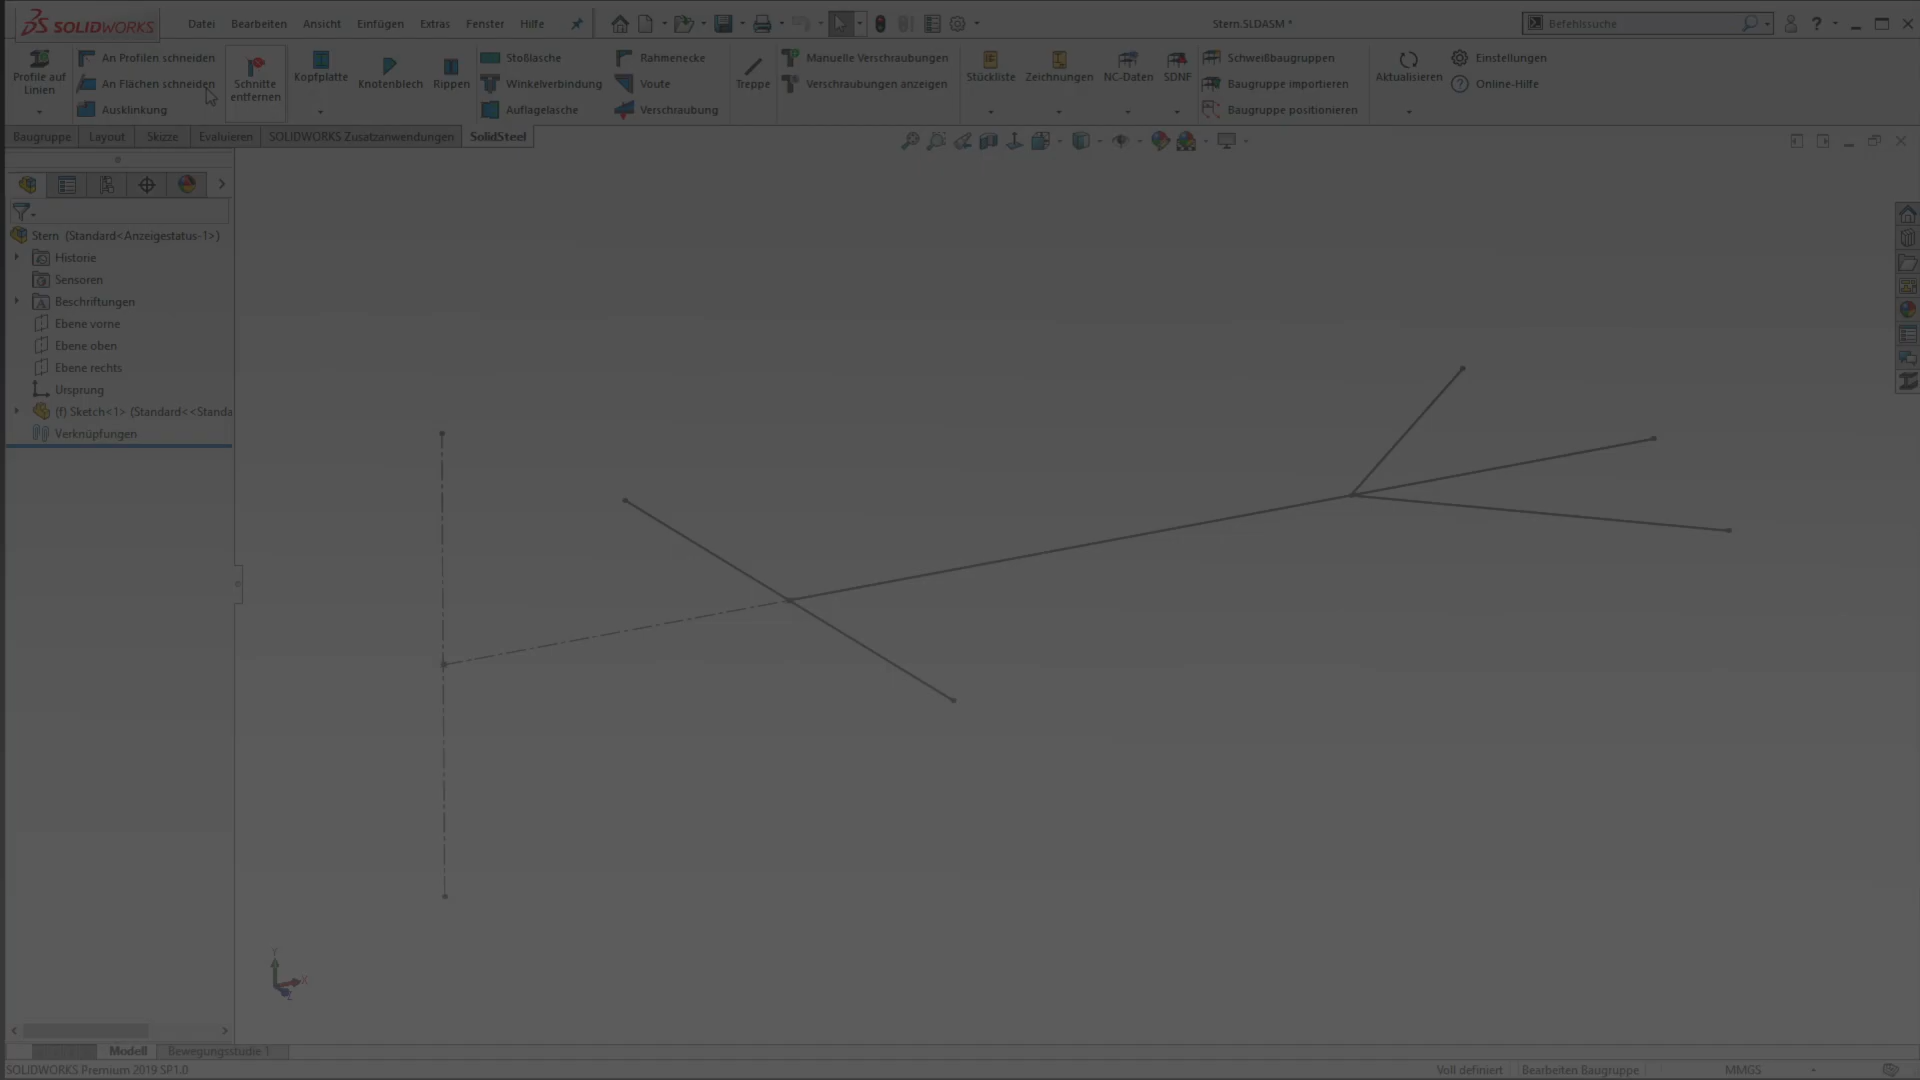 SOLIDWORKS
Datei
Bearbeiten
Ansicht
Einfügen
Extras
Fenster
Hilfe
Stern.SLDASM *
Befehlssuche
Profile auf
Linien
An Profilen schneiden
An Flächen schneiden
Ausklinkung
Schnitte
entfernen
Kopfplatte
Knotenblech
Rippen
Stoßlasche
Winkelverbindung
Auflagelasche
Rahmenecke
Voute
Verschraubung
Treppe
Manuelle Verschraubungen
Verschraubungen anzeigen
Stückliste
Zeichnungen
NC-Daten
SDNF
Schweißbaugruppen
Baugruppe importieren
Baugruppe positionieren
Aktualisieren
Einstellungen
Online-Hilfe
Baugruppe
Layout
Skizze
Evaluieren
SOLIDWORKS Zusatzanwendungen
SolidSteel
Stern (Standard<Anzeigestatus-1>)
Historie
Sensoren
Beschriftungen
Ebene vorne
Ebene oben
Ebene rechts
Ursprung
(f) Sketch<1> (Standard<<Standa
Verknüpfungen
Y
X
Z
Modell
Bewegungsstudie 1
SOLIDWORKS Premium 2019 SP1.0
Voll definiert
Bearbeiten Baugruppe
MMGS